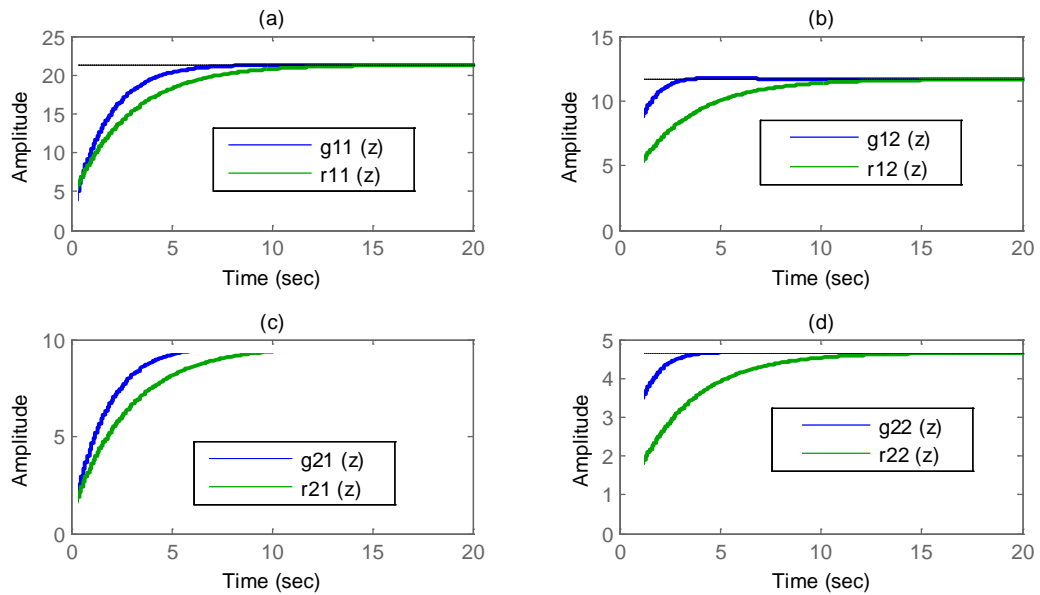 (a)
25
20
15
10
5
0
Amplitude
g11 (z)
r11 (z)
0 5 10 15 20
Time (sec)
(b)
15
10
5
0
Amplitude
g12 (z)
r12 (z)
0 5 10 15 20
Time (sec)
(c)
10
5
0
Amplitude
g21 (z)
r21 (z)
0 5 10 15 20
Time (sec)
(d)
5
4
3
2
1
0
Amplitude
g22 (z)
r22 (z)
0 5 10 15 20
Time (sec)